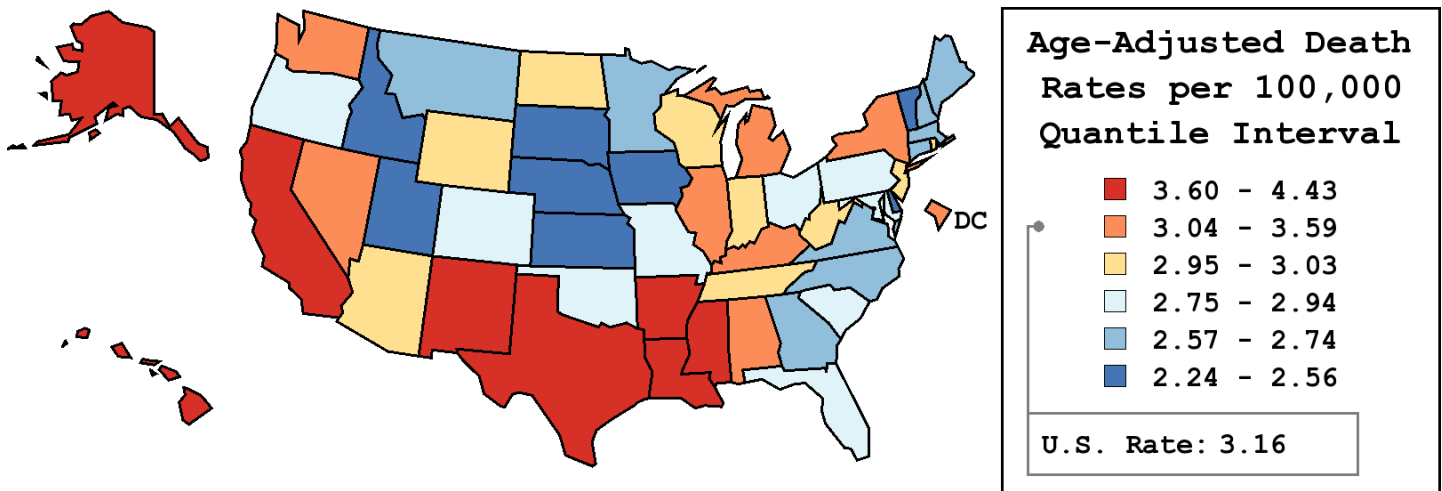 Age-Adjusted Death
Rates per 100,000
Quantile Interval
3.60 - 4.43
3.04 - 3.59
2.95 - 3.03
2.75 - 2.94
2.57 - 2.74
2.24 - 2.56
U.S. Rate: 3.16
DC